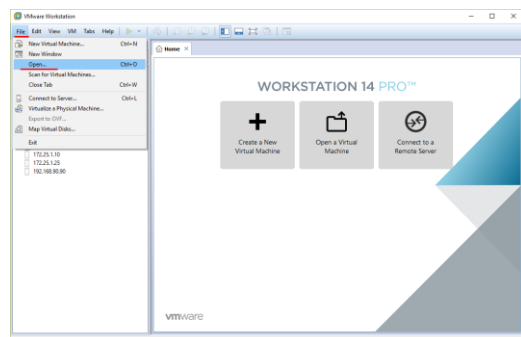 VMware Workstation
File Edit View VM Tabs Help
New Virtual Machine... Ctrl+N
New Window
Open... Ctrl+O
Scan for Virtual Machines...
Close Tab Ctrl+W
Connect to Server... Ctrl+L
Virtualize a Physical Machine...
Export to OVF...
Map Virtual Disks...
Exit
172.25.1.10
172.25.1.25
192.168.90.90
Home
WORKSTATION 14 PRO™
Create a New
Virtual Machine
Open a Virtual
Machine
Connect to a
Remote Server
vmware